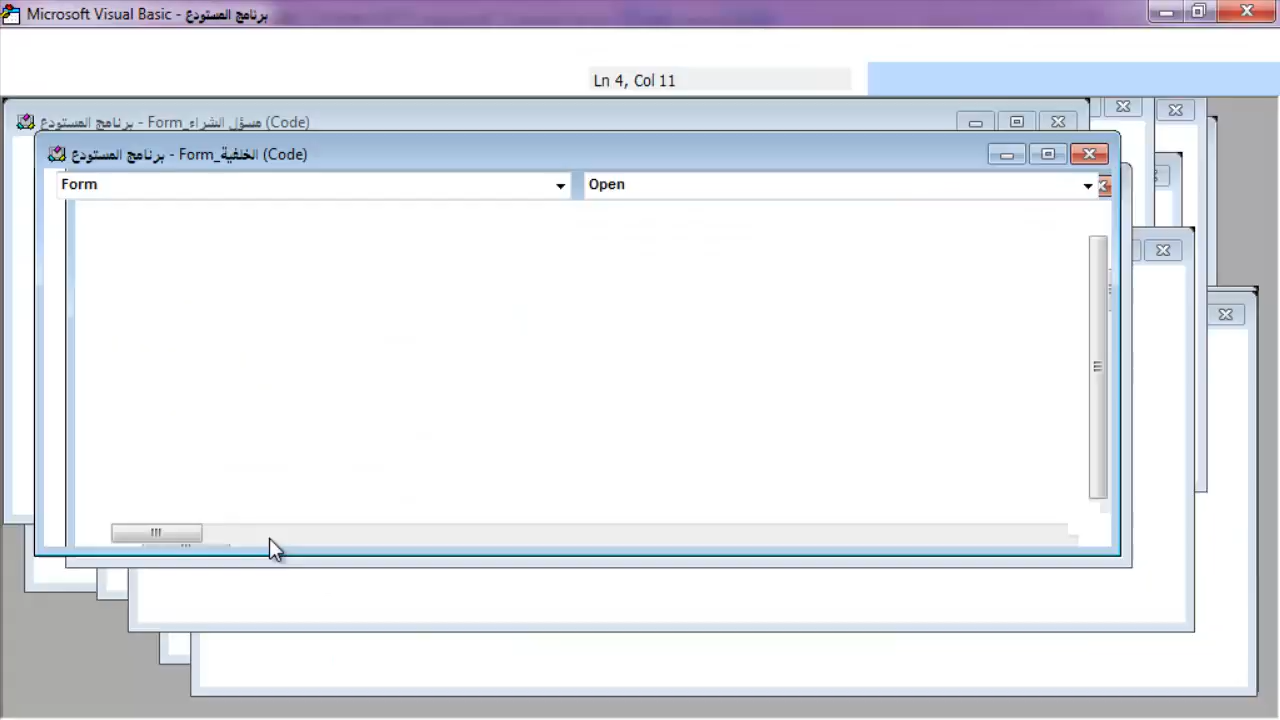 Microsoft Visual Basic - برنامج المستودع
Ln 4, Col 11
برنامج المستودع - Form_مسؤل الشراء (Code)
برنامج المستودع - Form_الخلفية (Code)
Form
Open